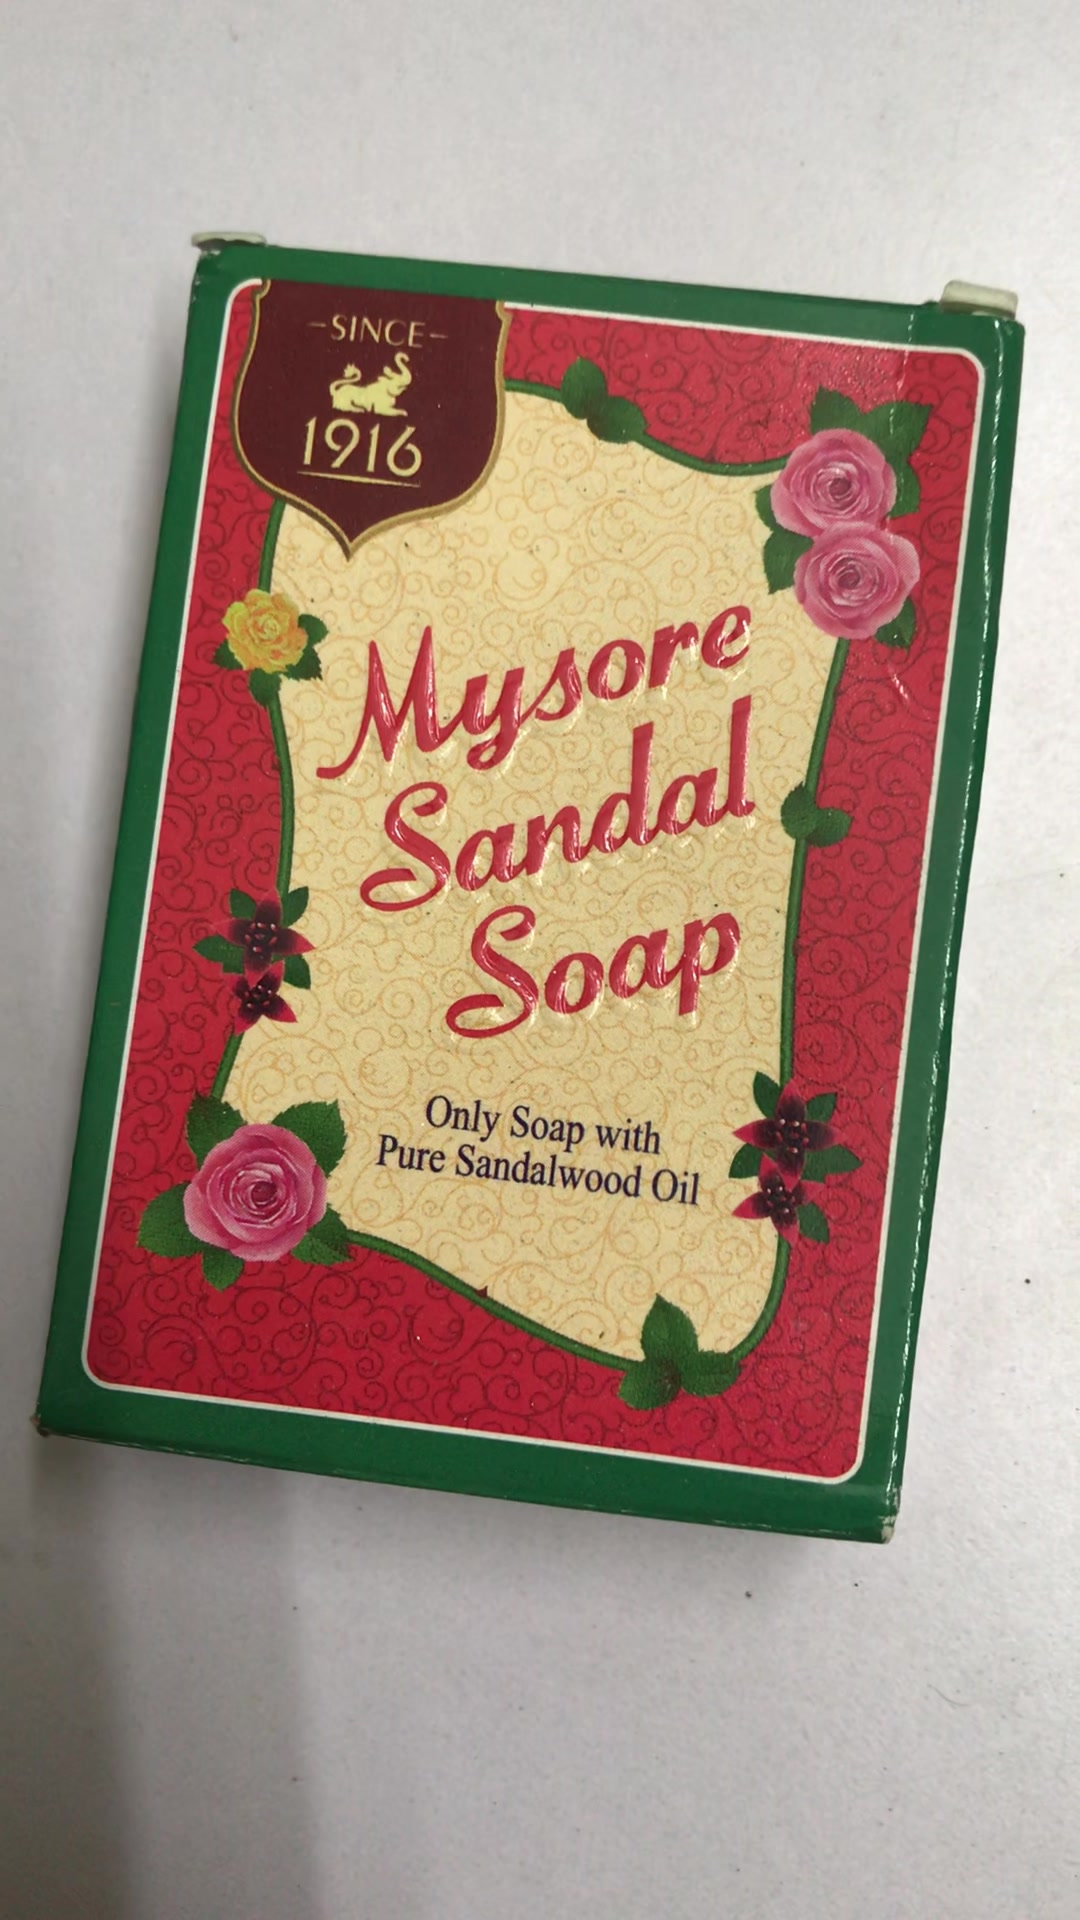 -SINCE-
1916
Mysore
Sandal
Soap
Only Soap with
Pure Sandalwood Oil